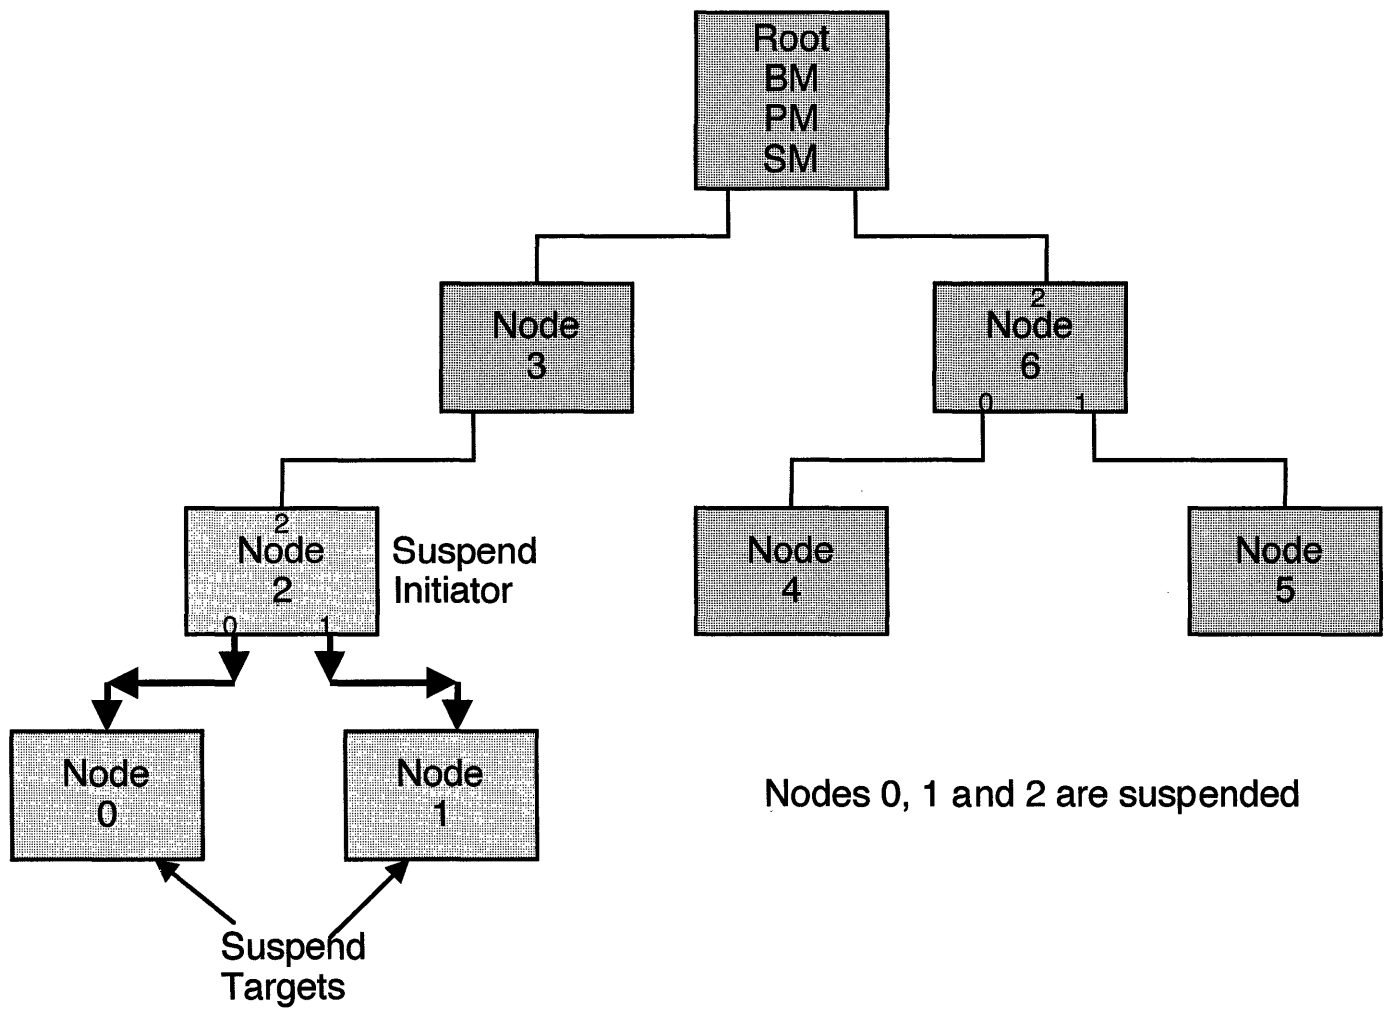 Root
BM
PM
SM
Node
3
2
Node
6
0 1
2
Node
2
0 1
Suspend
Initiator
Node
4
Node
5
Node
0
Node
1
Nodes 0, 1 and 2 are suspended
Suspend
Targets